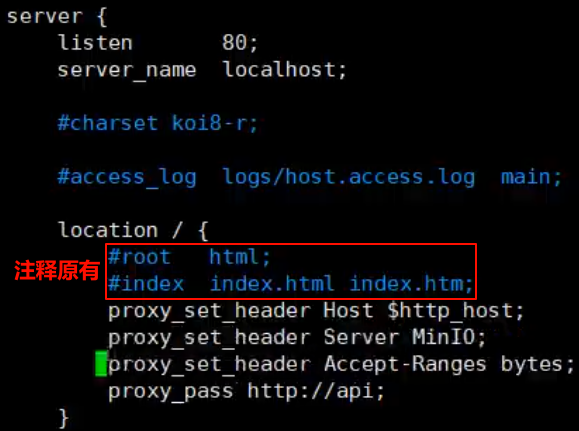 server {
    listen       80;
    server_name  localhost;
    #charset koi8-r;
    #access_log  logs/host.access.log  main;
    location / {
注释原有
        #root   html;
        #index  index.html index.htm;
        proxy_set_header Host $http_host;
        proxy_set_header Server MinIO;
        proxy_set_header Accept-Ranges bytes;
        proxy_pass http://api;
    }